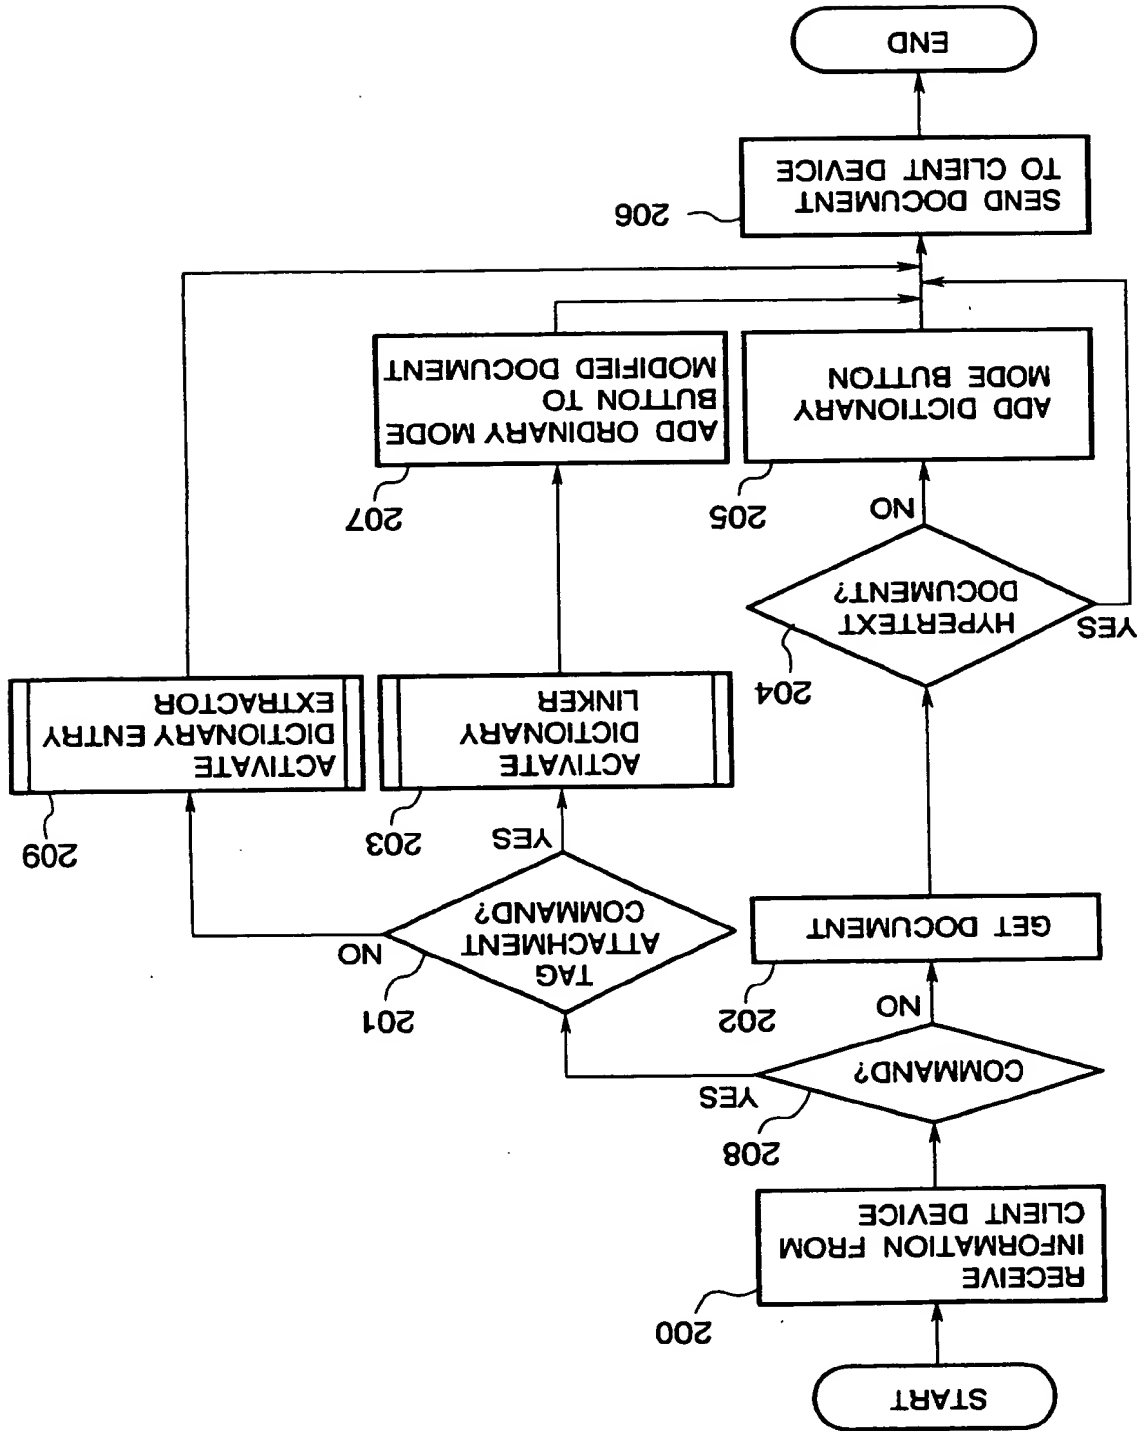 START
200
RECEIVE
INFORMATION FROM
CLIENT DEVICE
208
COMMAND?
YES
NO
202
GET DOCUMENT
201
TAG
ATTACHMENT
COMMAND?
NO
YES
204
HYPERTEXT
DOCUMENT?
YES
NO
203
ACTIVATE
DICTIONARY
LINKER
209
ACTIVATE
DICTIONARY ENTRY
EXTRACTOR
205
ADD DICTIONARY
MODE BUTTON
207
ADD ORDINARY MODE
BUTTON TO
MODIFIED DOCUMENT
206
SEND DOCUMENT
TO CLIENT DEVICE
END